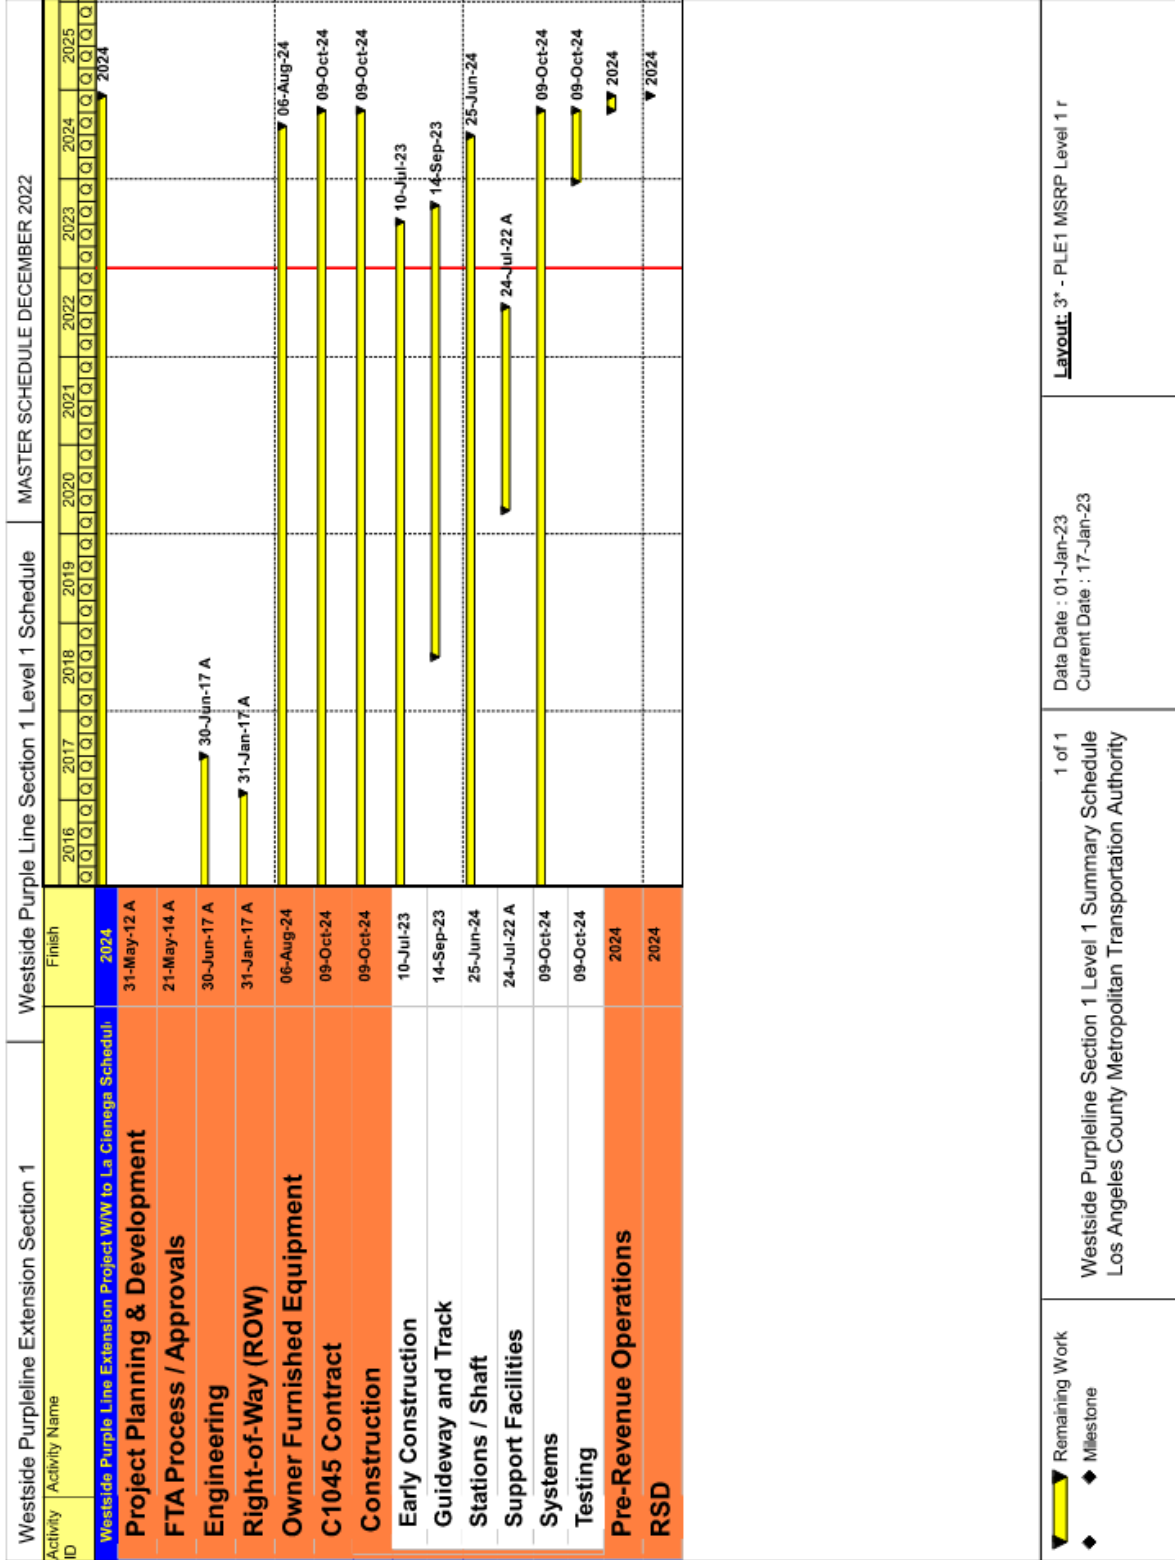 Westside Purpleline Extension Section 1
Westside Purple Line Section 1 Level 1 Schedule
MASTER SCHEDULE DECEMBER 2022
Activity ID
Activity Name
Finish
2016 2017 2018 2019 2020 2021 2022 2023 2024 2025
Q Q Q Q Q Q Q Q Q Q Q Q Q Q Q Q Q Q Q Q Q Q Q Q Q Q Q Q Q Q Q Q Q Q Q Q Q Q Q Q
Westside Purple Line Extension Project W/W to La Cienega Schedul 2024 2024
Project Planning & Development 31-May-12 A
FTA Process / Approvals 21-May-14 A
Engineering 30-Jun-17 A 30-Jun-17 A
Right-of-Way (ROW) 31-Jan-17 A 31-Jan-17 A
Owner Furnished Equipment 06-Aug-24 06-Aug-24
C1045 Contract 09-Oct-24 09-Oct-24
Construction 09-Oct-24 09-Oct-24
Early Construction 10-Jul-23 10-Jul-23
Guideway and Track 14-Sep-23 14-Sep-23
Stations / Shaft 25-Jun-24 25-Jun-24
Support Facilities 24-Jul-22 A 24-Jul-22 A
Systems 09-Oct-24 09-Oct-24
Testing 09-Oct-24 09-Oct-24
Pre-Revenue Operations 2024 2024
RSD 2024 2024
Remaining Work
Milestone
1 of 1
Westside Purpleline Section 1 Level 1 Summary Schedule
Los Angeles County Metropolitan Transportation Authority
Data Date : 01-Jan-23
Current Date : 17-Jan-23
Layout: 3* - PLE1 MSRP Level 1 r